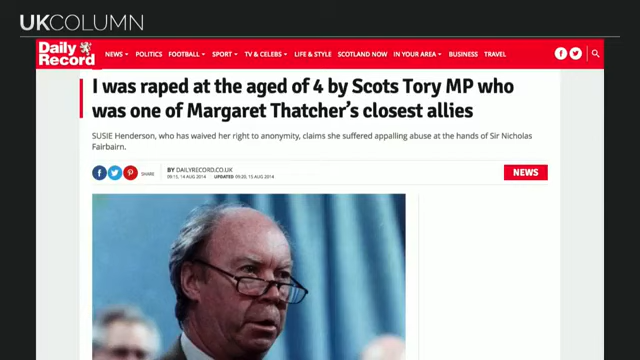 UKCOLUMN
Daily
Record
NEWS POLITICS FOOTBALL SPORT TV & CELEBS LIFE & STYLE SCOTLAND NOW IN YOUR AREA BUSINESS TRAVEL
I was raped at the aged of 4 by Scots Tory MP who
was one of Margaret Thatcher's closest allies
SUSIE Henderson, who has waived her right to anonymity, claims she suffered appalling abuse at the hands of Sir Nicholas
Fairbairn.
SHARE
BY DAILYRECORD.CO.UK
09:15, 14 AUG 2014 UPDATED 09:20, 15 AUG 2014
NEWS